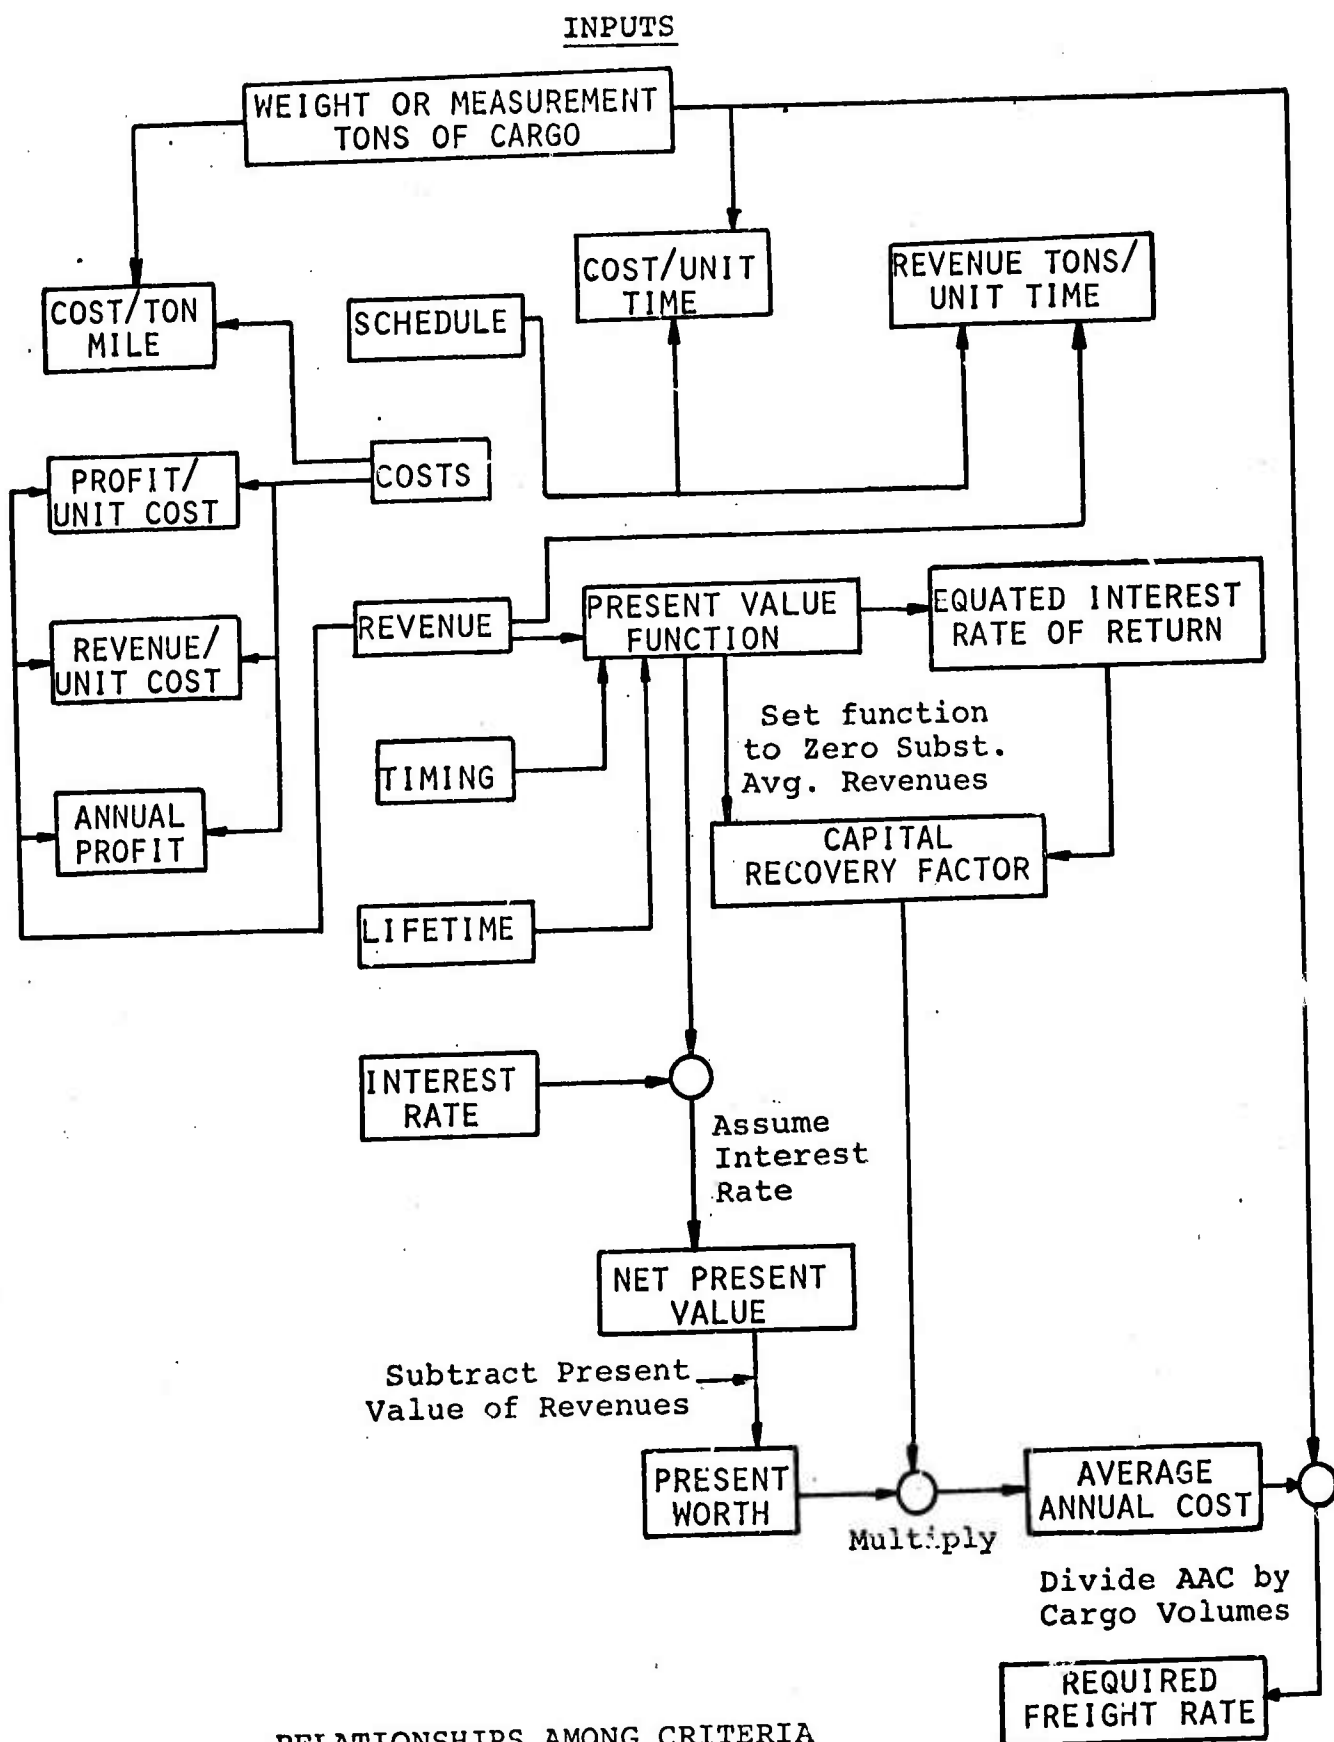 INPUTS
WEIGHT OR MEASUREMENT
TONS OF CARGO
COST/UNIT
TIME
REVENUE TONS/
UNIT TIME
COST/TON
MILE
SCHEDULE
PROFIT/
UNIT COST
COSTS
REVENUE/
UNIT COST
REVENUE
PRESENT VALUE
FUNCTION
EQUATED INTEREST
RATE OF RETURN
TIMING
Set function
to Zero Subst.
Avg. Revenues
ANNUAL
PROFIT
CAPITAL
RECOVERY FACTOR
LIFETIME
INTEREST
RATE
Assume
Interest
Rate
NET PRESENT
VALUE
Subtract Present
Value of Revenues
PRESENT
WORTH
Multiply
AVERAGE
ANNUAL COST
Divide AAC by
Cargo Volumes
REQUIRED
FREIGHT RATE
RELATIONSHIPS AMONG CRITERIA